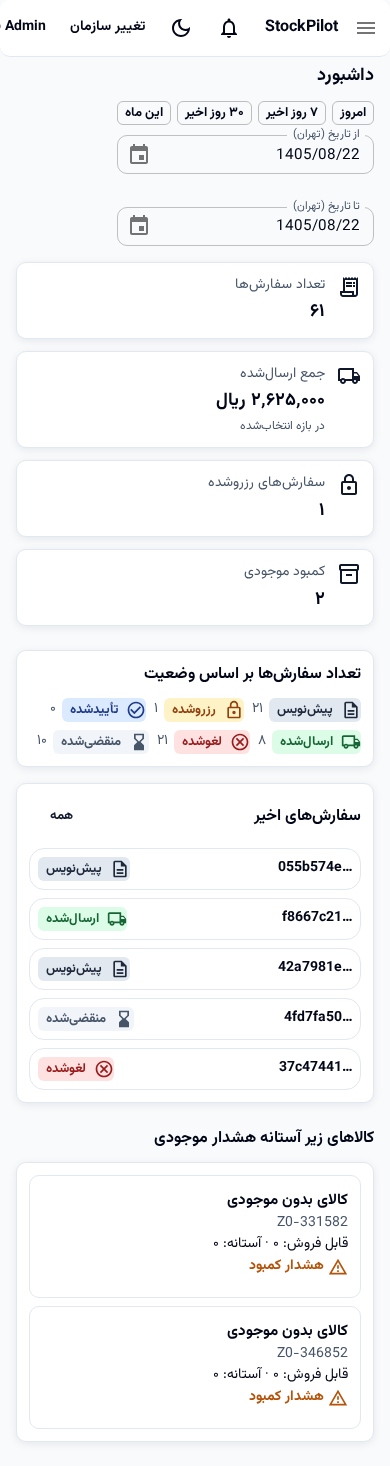 StockPilot تغییر سازمان Admin
داشبورد
امروز ۷ روز اخیر ۳۰ روز اخیر این ماه
از تاریخ (تهران)
1405/08/22
تا تاریخ (تهران)
1405/08/22
تعداد سفارش‌ها
۶۱
جمع ارسال‌شده
۲,۶۲۵,۰۰۰ ریال
در بازه انتخاب‌شده
سفارش‌های رزروشده
۱
کمبود موجودی
۲
تعداد سفارش‌ها بر اساس وضعیت
پیش‌نویس ۲۱ رزروشده ۱ تأییدشده ۰
ارسال‌شده ۸ لغوشده ۲۱ منقضی‌شده ۱۰
سفارش‌های اخیر همه
055b574e… پیش‌نویس
f8667c21… ارسال‌شده
42a7981e… پیش‌نویس
4fd7fa50… منقضی‌شده
37c47441… لغوشده
کالاهای زیر آستانه هشدار موجودی
کالای بدون موجودی
Z0-331582
قابل فروش: ۰ · آستانه: ۰
هشدار کمبود
کالای بدون موجودی
Z0-346852
قابل فروش: ۰ · آستانه: ۰
هشدار کمبود